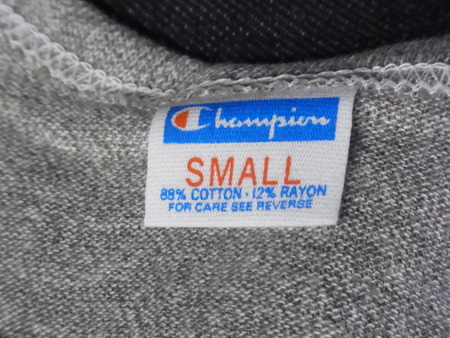 Champion
SMALL
88% COTTON · 12% RAYON
FOR CARE SEE REVERSE